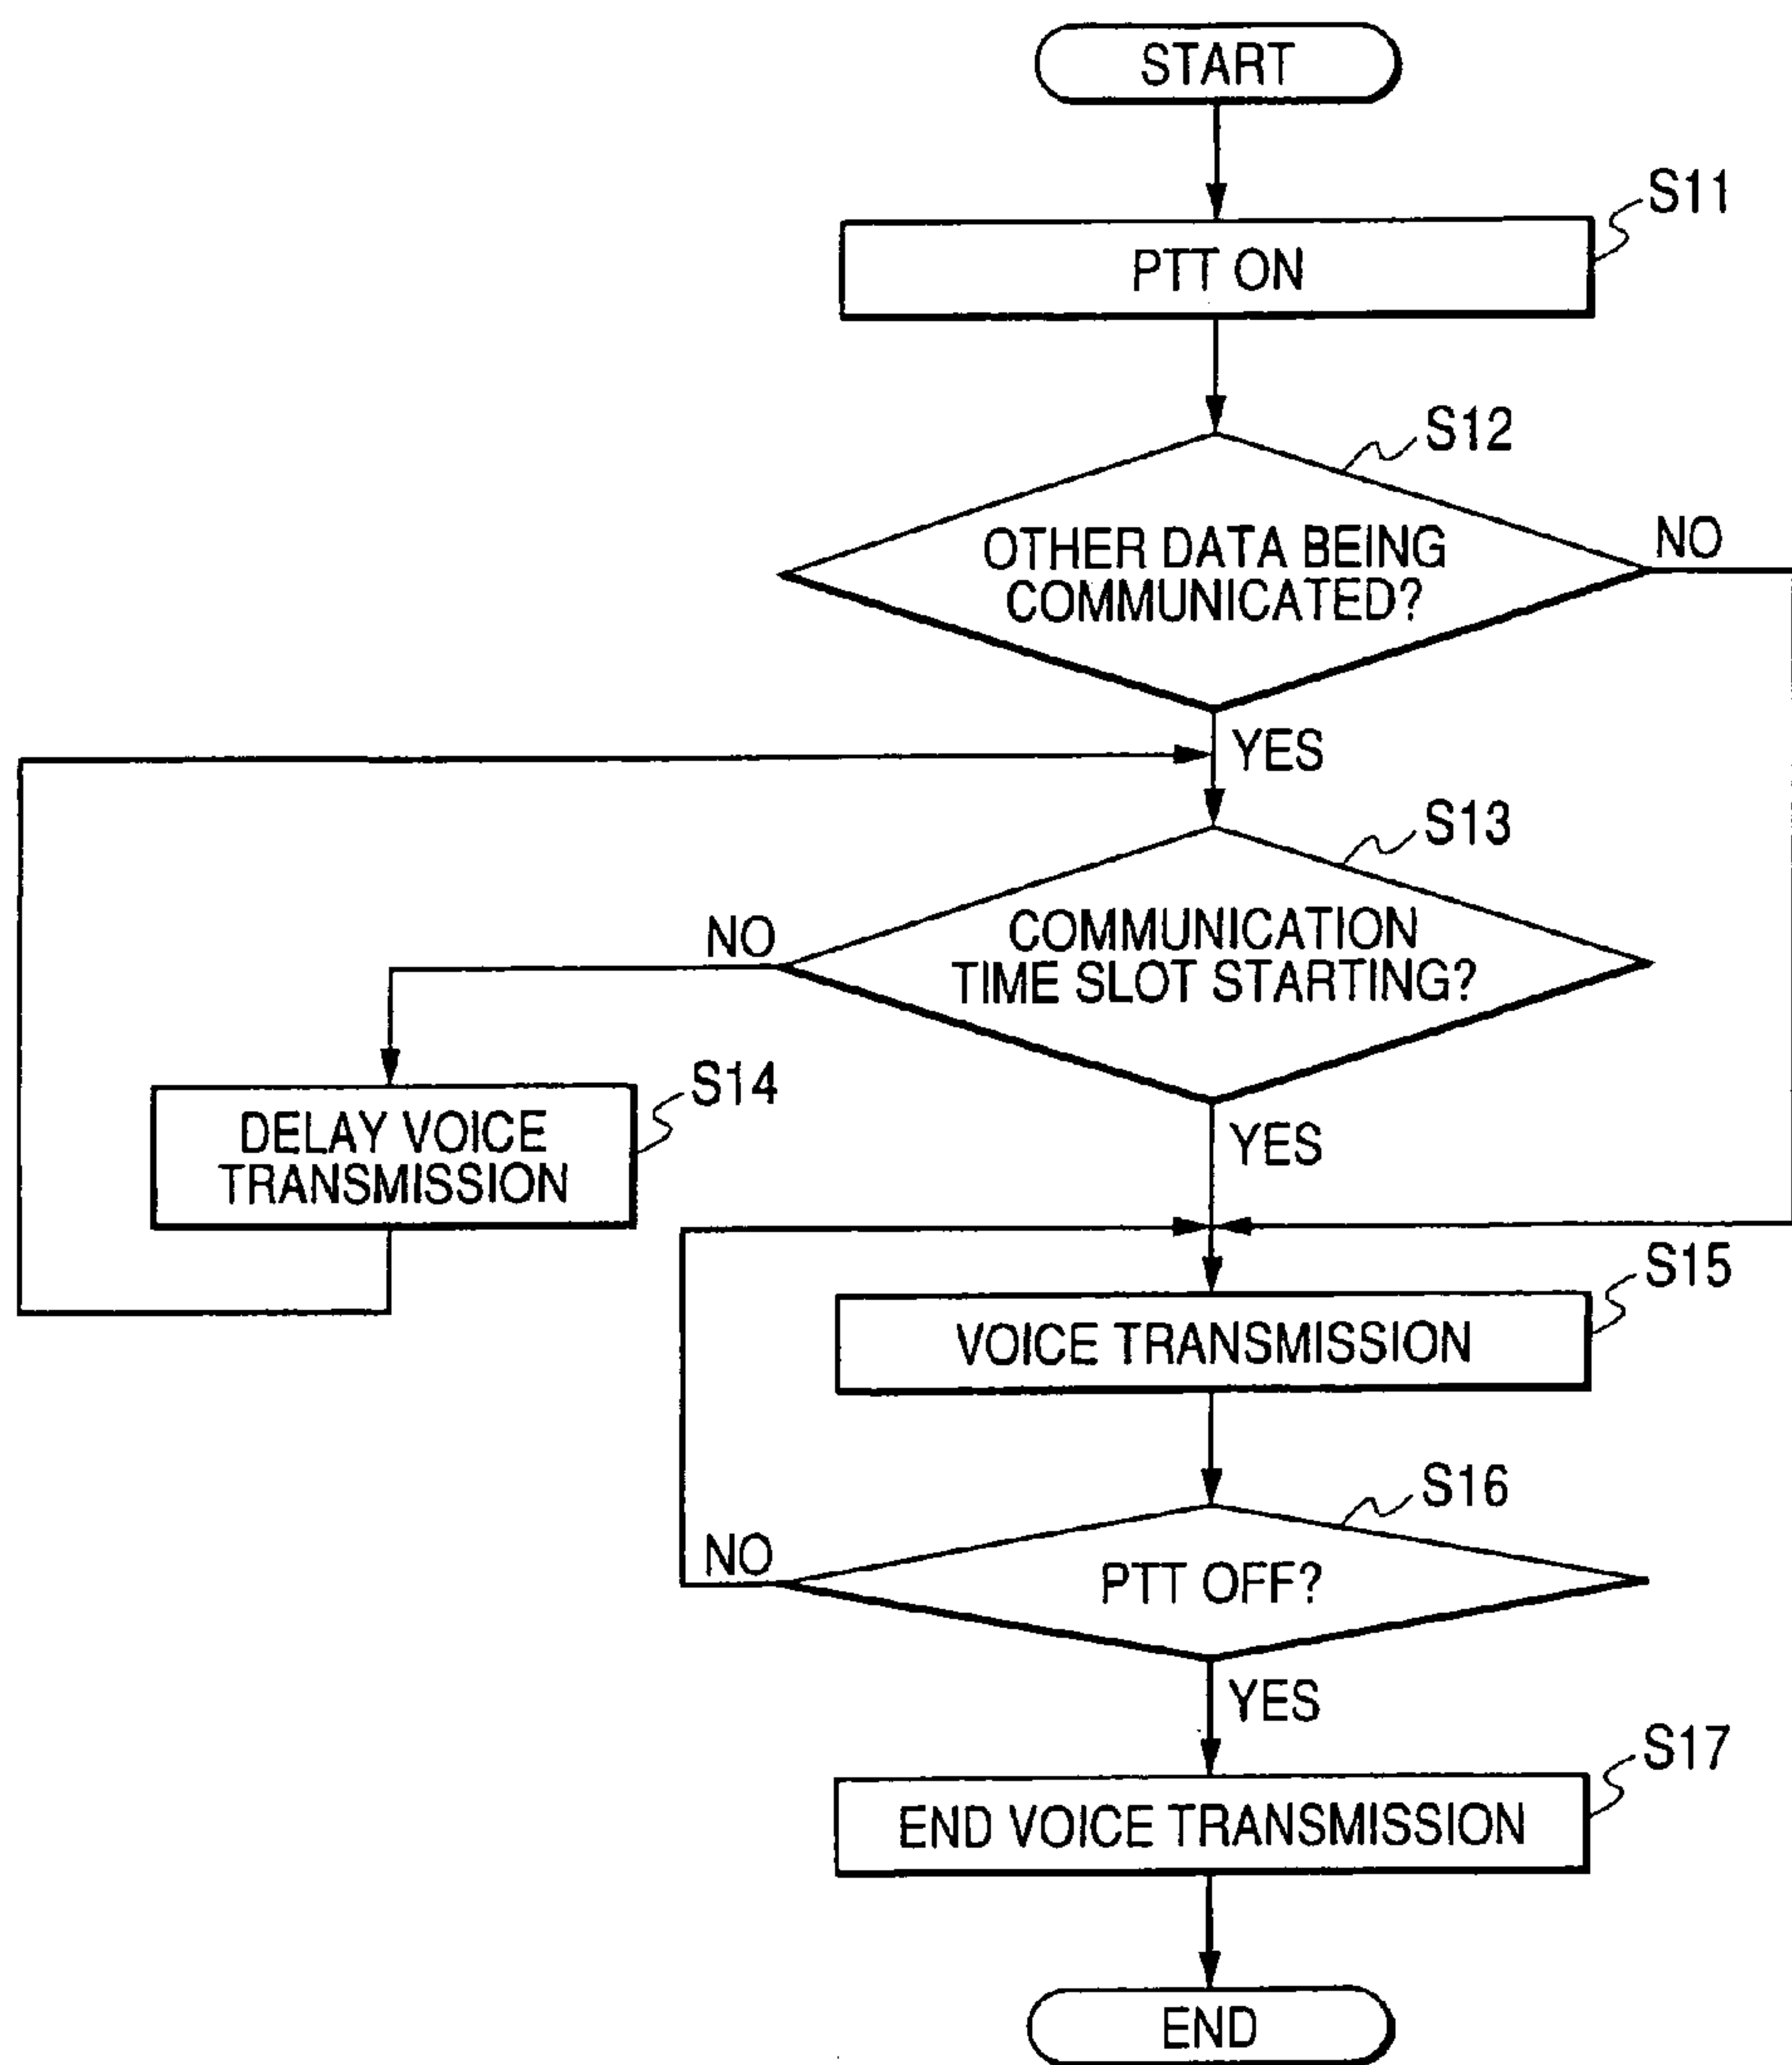 START
S11
PTT ON
S12
OTHER DATA BEING
COMMUNICATED?
NO
YES
S13
COMMUNICATION
TIME SLOT STARTING?
NO
S14
DELAY VOICE
TRANSMISSION
YES
S15
VOICE TRANSMISSION
S16
PTT OFF?
NO
YES
S17
END VOICE TRANSMISSION
END